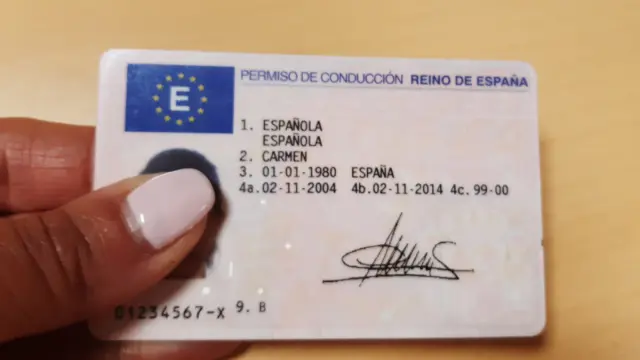 E
PERMISO DE CONDUCCIÓN REINO DE ESPAÑA
1. ESPAÑOLA
ESPAÑOLA
2. CARMEN
3. 01-01-1980 ESPAÑA
4a.02-11-2004 4b.02-11-2014 4c.99-00
01234567-X 9. B